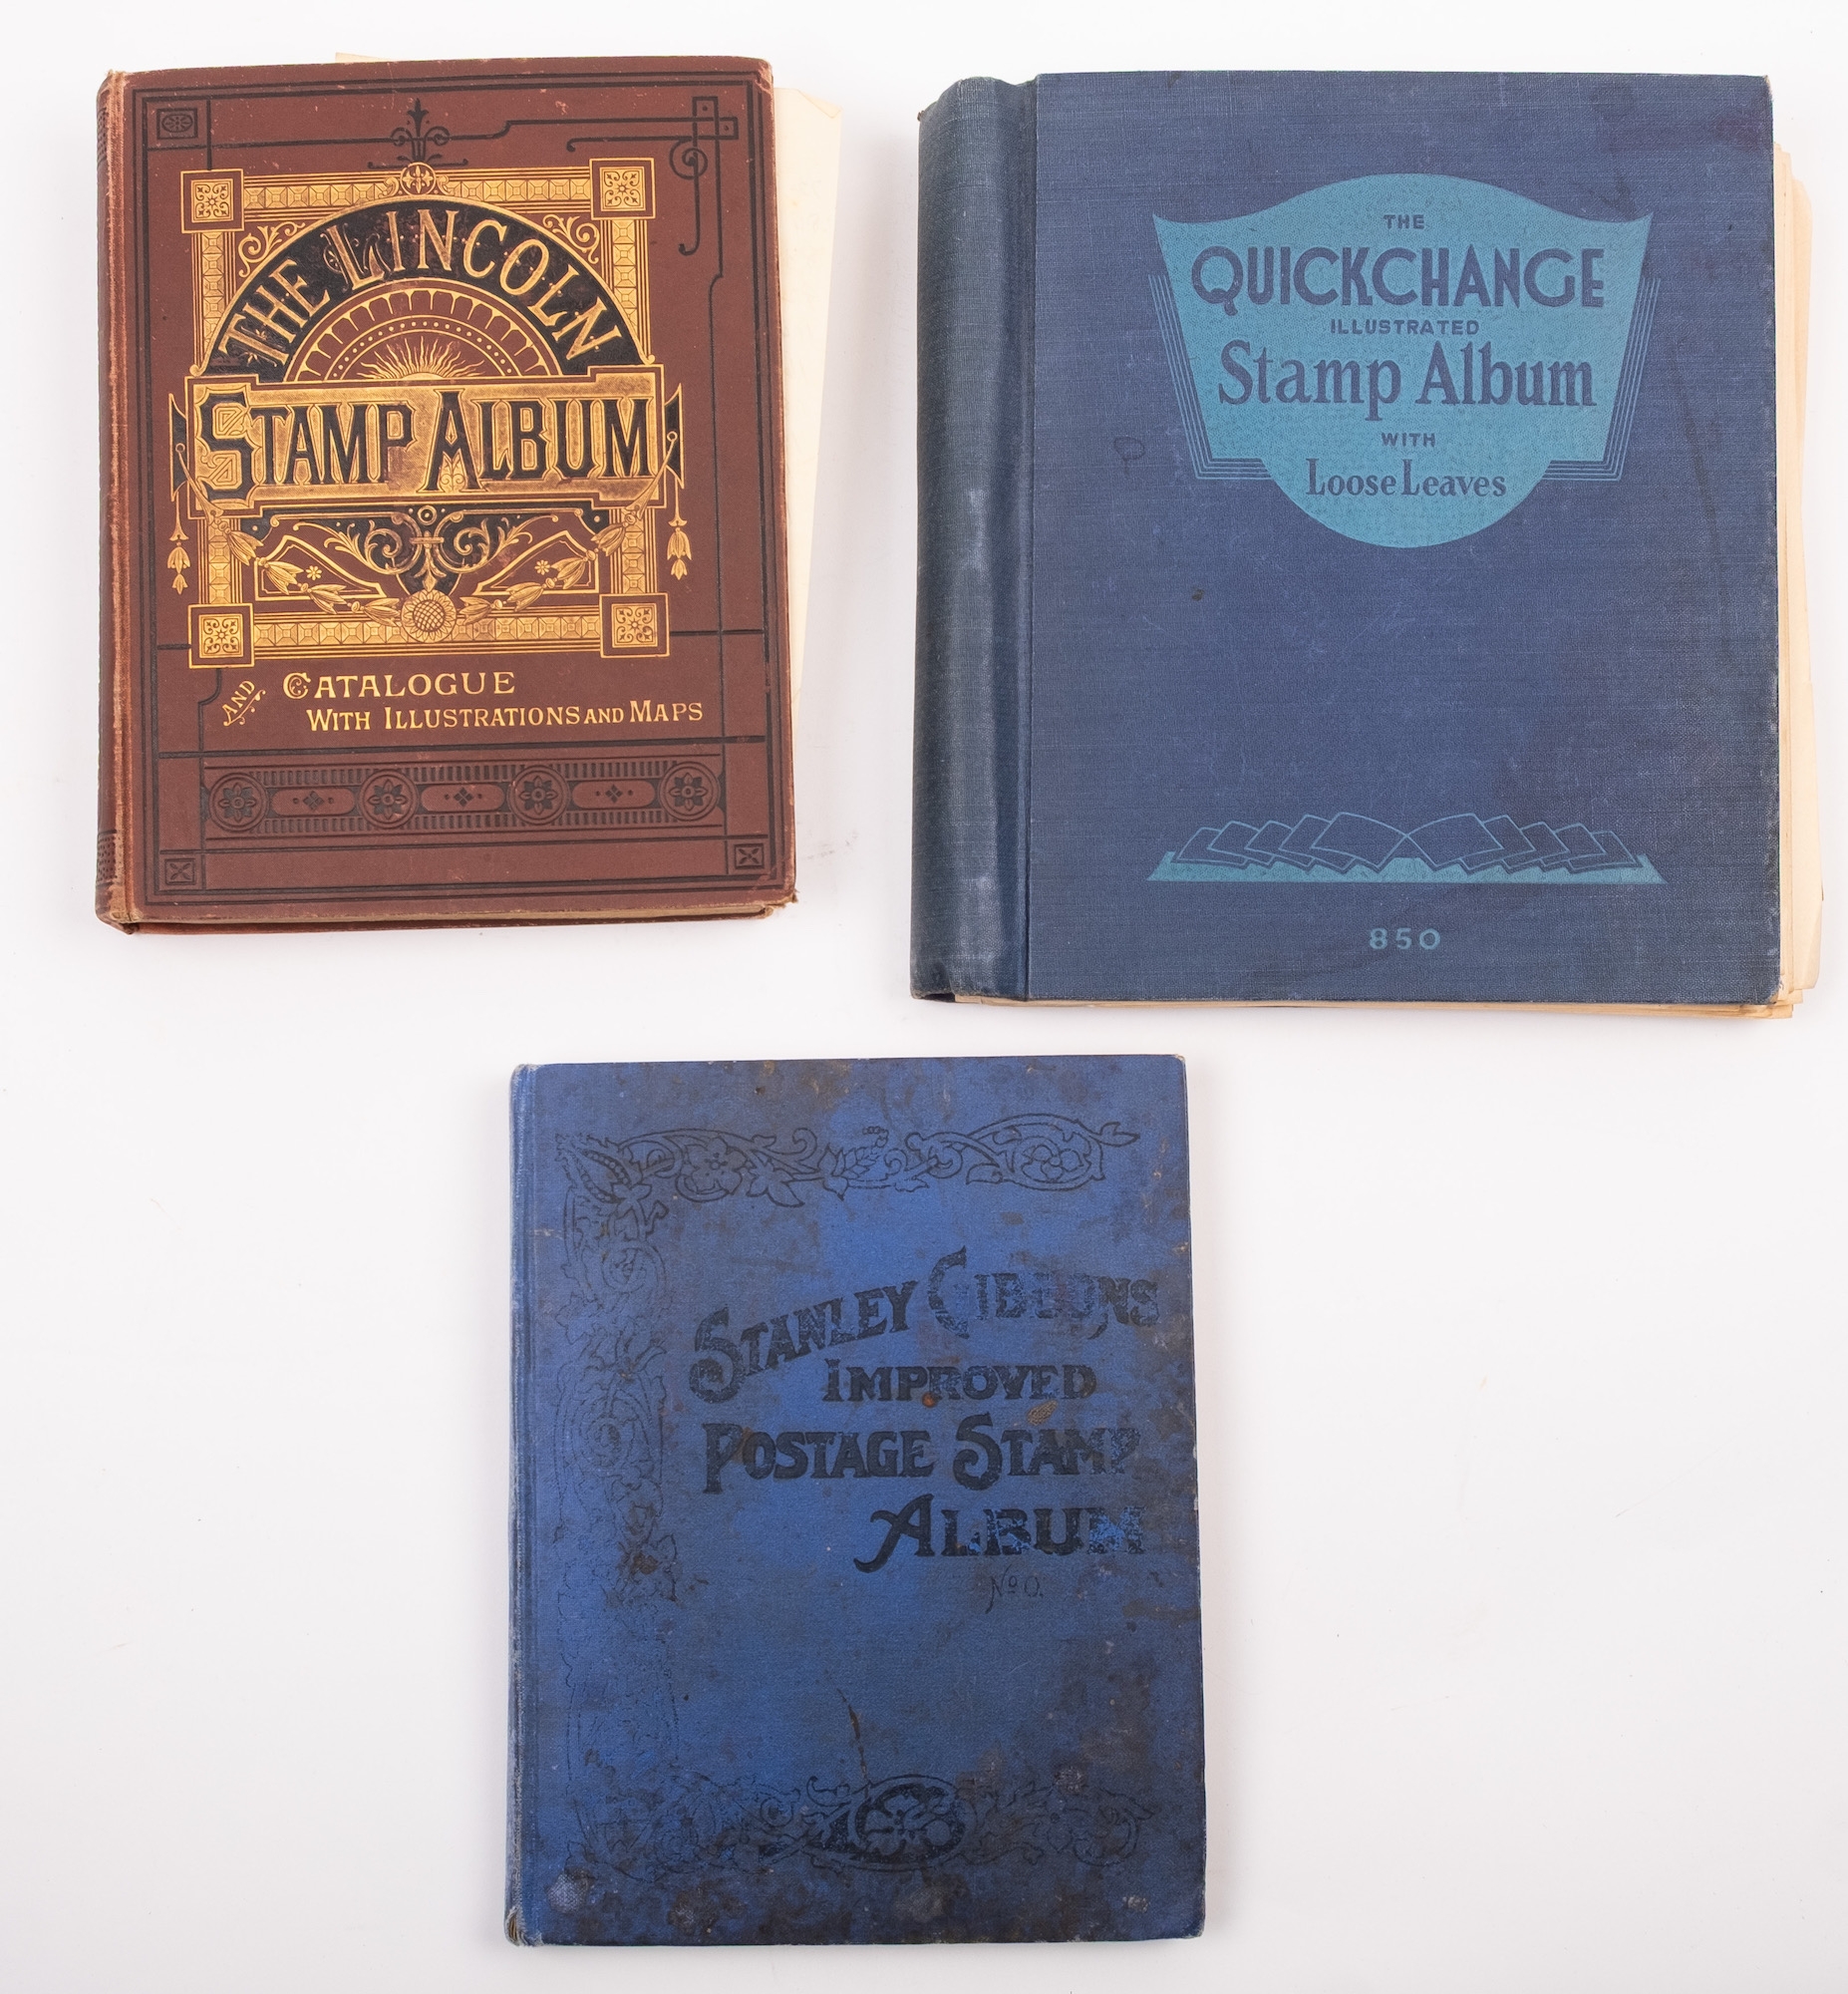 THE LINCOLN
STAMP ALBUM
AND CATALOGUE
WITH ILLUSTRATIONS AND MAPS
THE
QUICKCHANGE
ILLUSTRATED
Stamp Album
WITH
Loose Leaves
850
STANLEY GIBBONS
IMPROVED
POSTAGE STAMP
ALBUM
No 0.